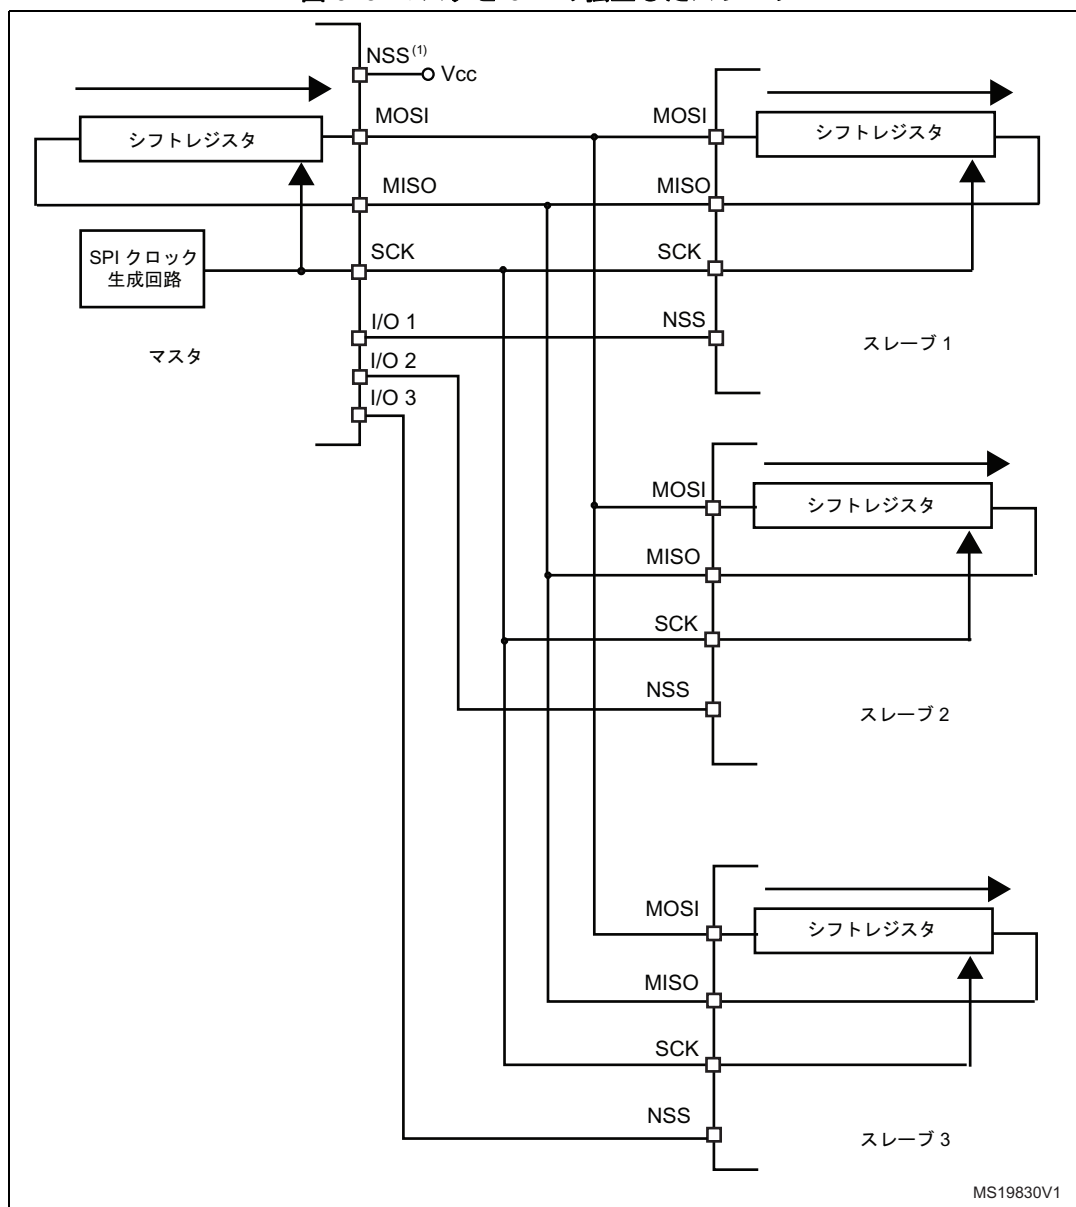 NSS(1)
Vcc
MOSI
MOSI
シフトレジスタ
シフトレジスタ
MISO
MISO
SCK
SCK
SPI クロック
生成回路
I/O 1
NSS
マスタ
スレーブ 1
I/O 2
I/O 3
MOSI
シフトレジスタ
MISO
SCK
NSS
スレーブ 2
MOSI
シフトレジスタ
MISO
SCK
NSS
スレーブ 3
MS19830V1